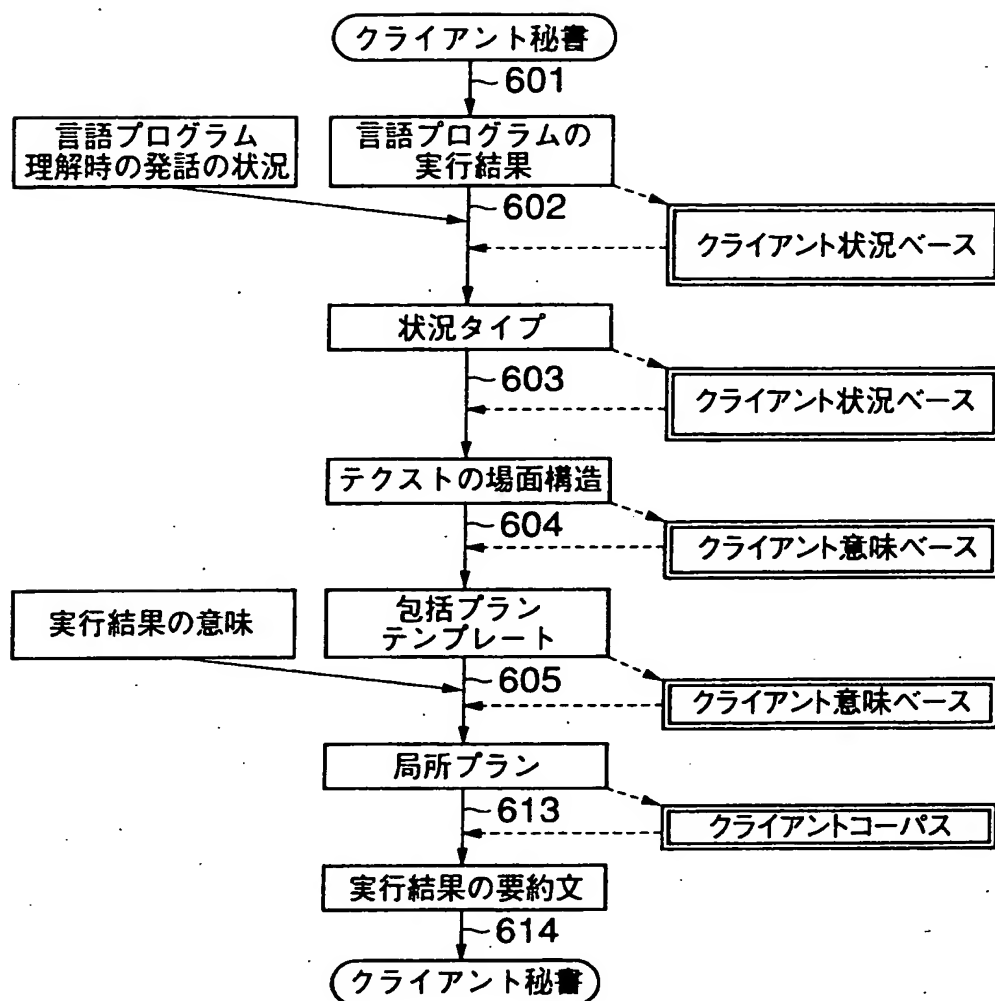 クライアント秘書
601
言語プログラム
理解時の発話の状況
言語プログラムの
実行結果
602
クライアント状況ベース
状況タイプ
603
クライアント状況ベース
テクストの場面構造
604
クライアント意味ベース
実行結果の意味
包括プラン
テンプレート
605
クライアント意味ベース
局所プラン
613
クライアントコーパス
実行結果の要約文
614
クライアント秘書